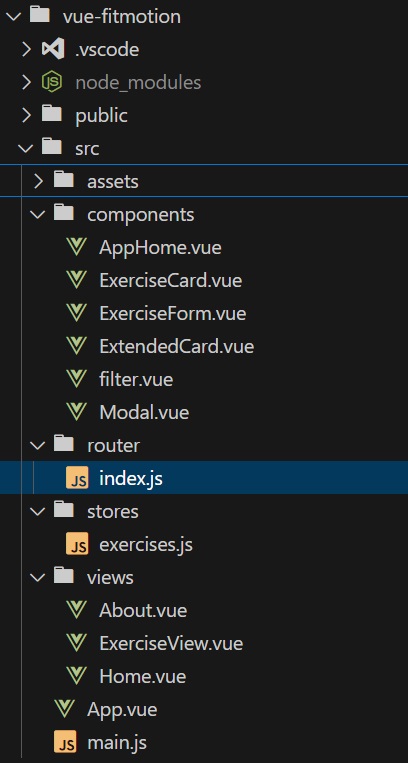 vue-fitmotion
.vscode
node_modules
public
src
assets
components
AppHome.vue
ExerciseCard.vue
ExerciseForm.vue
ExtendedCard.vue
filter.vue
Modal.vue
router
JS index.js
stores
JS exercises.js
views
About.vue
ExerciseView.vue
Home.vue
App.vue
JS main.js